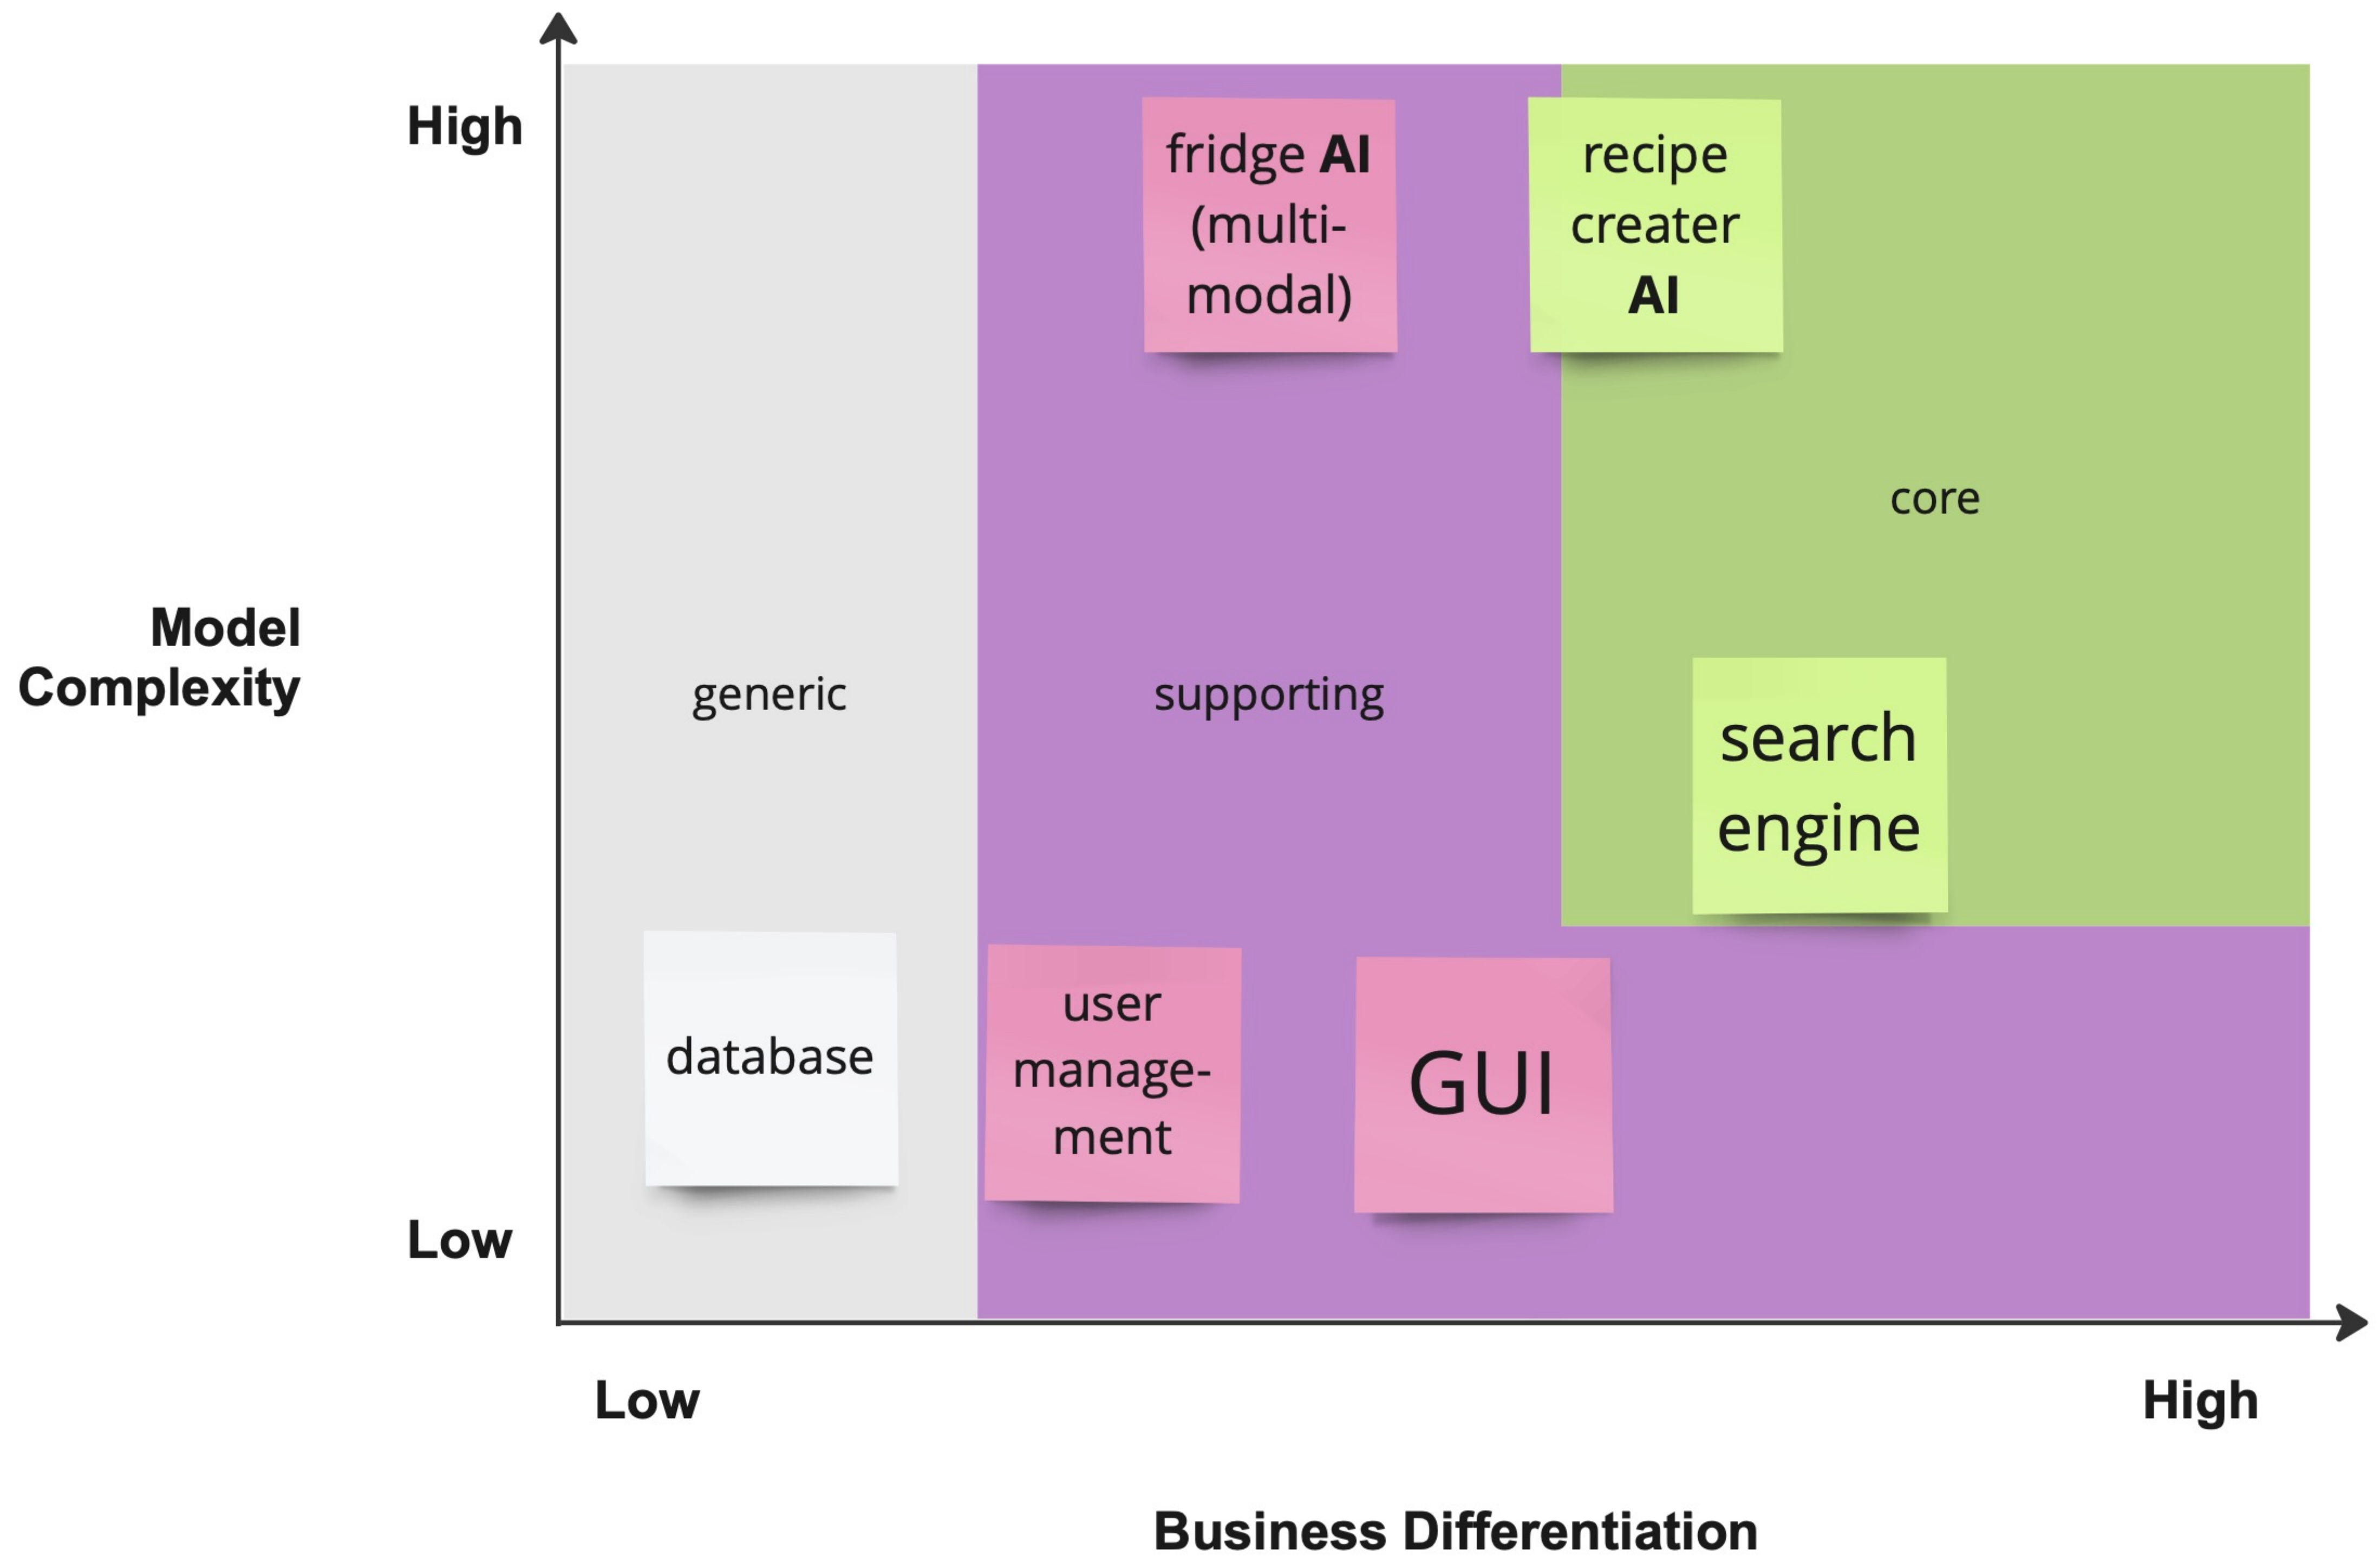 High
fridge AI
(multi-
modal)
recipe
creater
AI
core
Model
Complexity
generic
supporting
search
engine
database
user
manage-
ment
GUI
Low
Low
High
Business Differentiation